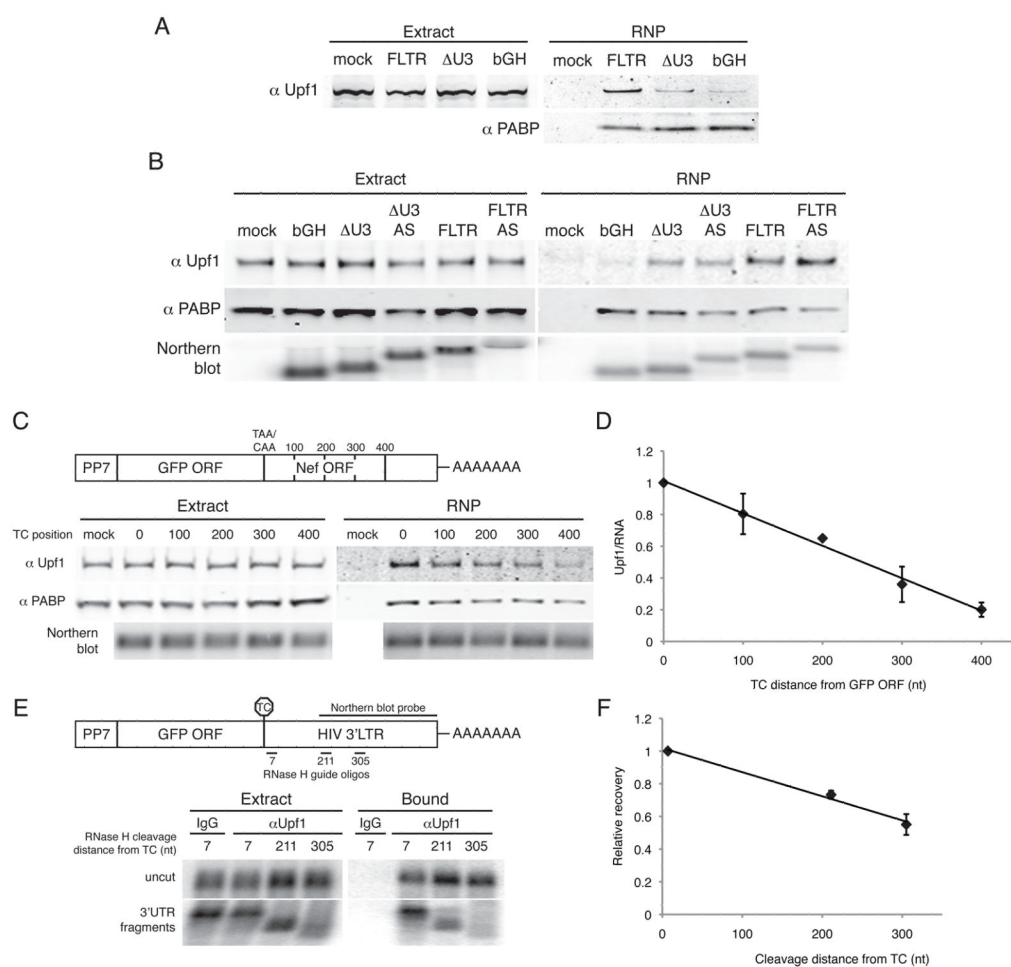 A
Extract RNP
mock FLTR ΔU3 bGH mock FLTR ΔU3 bGH
α Upf1
α PABP
B
Extract RNP
mock bGH ΔU3 ΔU3 AS FLTR FLTR AS mock bGH ΔU3 ΔU3 AS FLTR FLTR AS
α Upf1
α PABP
Northern blot
C
TAA/
CAA 100 200 300 400
PP7 GFP ORF Nef ORF AAAAAAA
Extract RNP
TC position mock 0 100 200 300 400 mock 0 100 200 300 400
α Upf1
α PABP
Northern
blot
D
1.2
1
0.8
0.6
0.4
0.2
0
Upf1/RNA
0 100 200 300 400
TC distance from GFP ORF (nt)
E
TC
Northern blot probe
PP7 GFP ORF HIV 3'LTR AAAAAAA
7 211 305
RNase H guide oligos
Extract Bound
IgG αUpf1 IgG αUpf1
RNase H cleavage
distance from TC (nt) 7 7 211 305 7 7 211 305
uncut
3'UTR
fragments
F
1.2
1
0.8
0.6
0.4
0.2
0
Relative recovery
0 100 200 300
Cleavage distance from TC (nt)